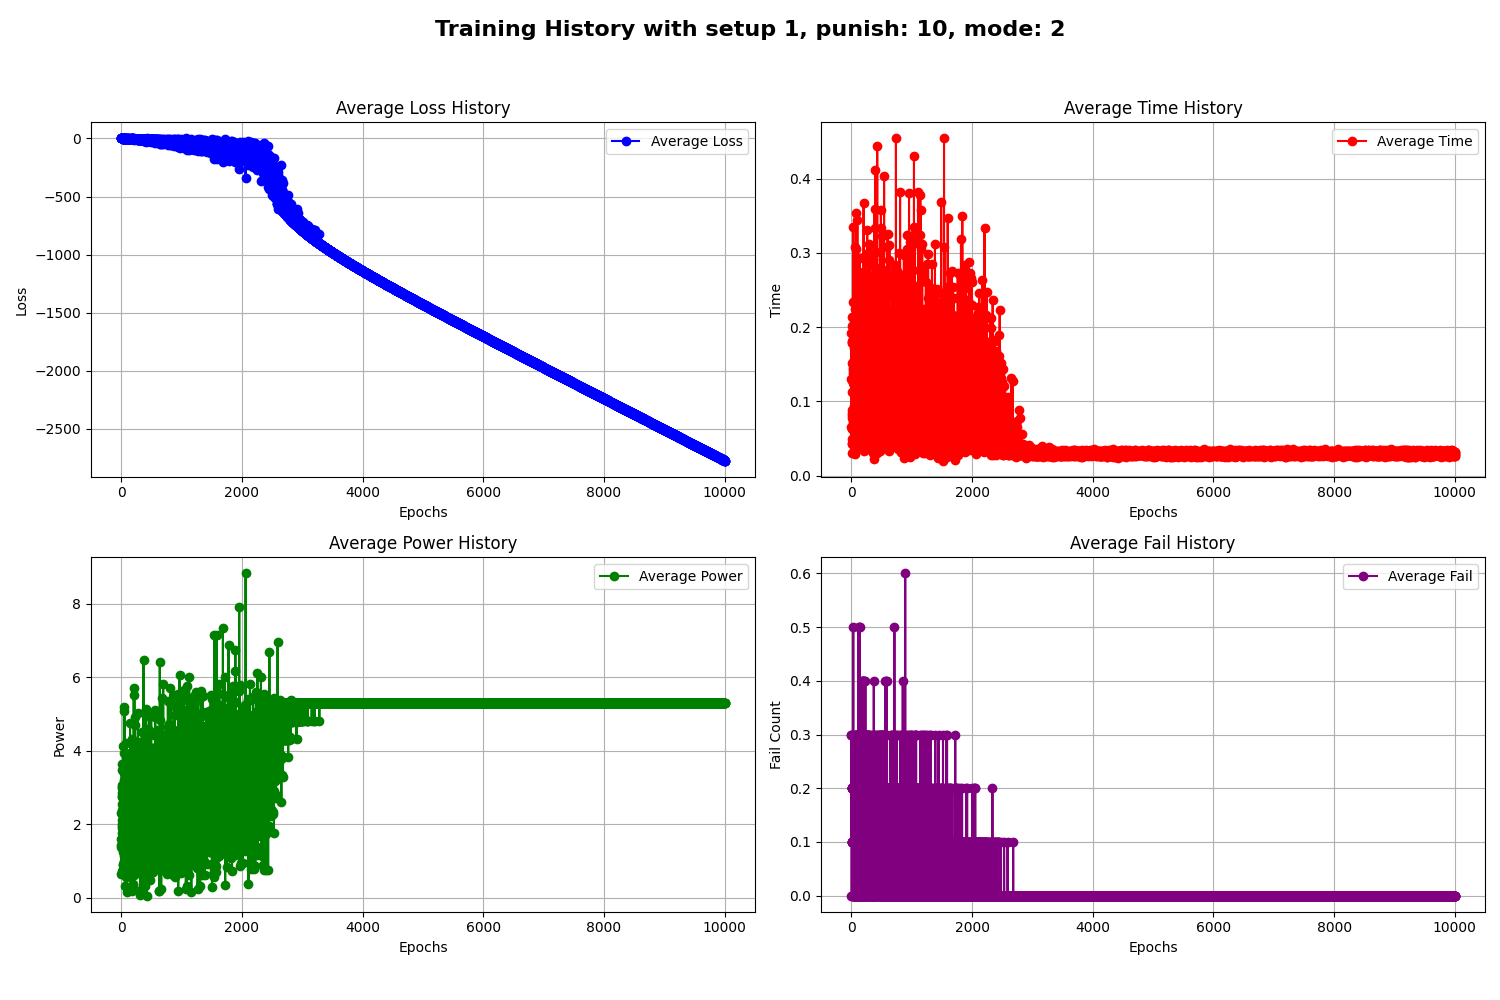 Training History with setup 1, punish: 10, mode: 2
Average Loss History
Average Loss
Loss
0
−500
−1000
−1500
−2000
−2500
0 2000 4000 6000 8000 10000
Epochs
Average Time History
Average Time
Time
0.4
0.3
0.2
0.1
0.0
0 2000 4000 6000 8000 10000
Epochs
Average Power History
Average Power
Power
8
6
4
2
0
0 2000 4000 6000 8000 10000
Epochs
Average Fail History
Average Fail
Fail Count
0.6
0.5
0.4
0.3
0.2
0.1
0.0
0 2000 4000 6000 8000 10000
Epochs